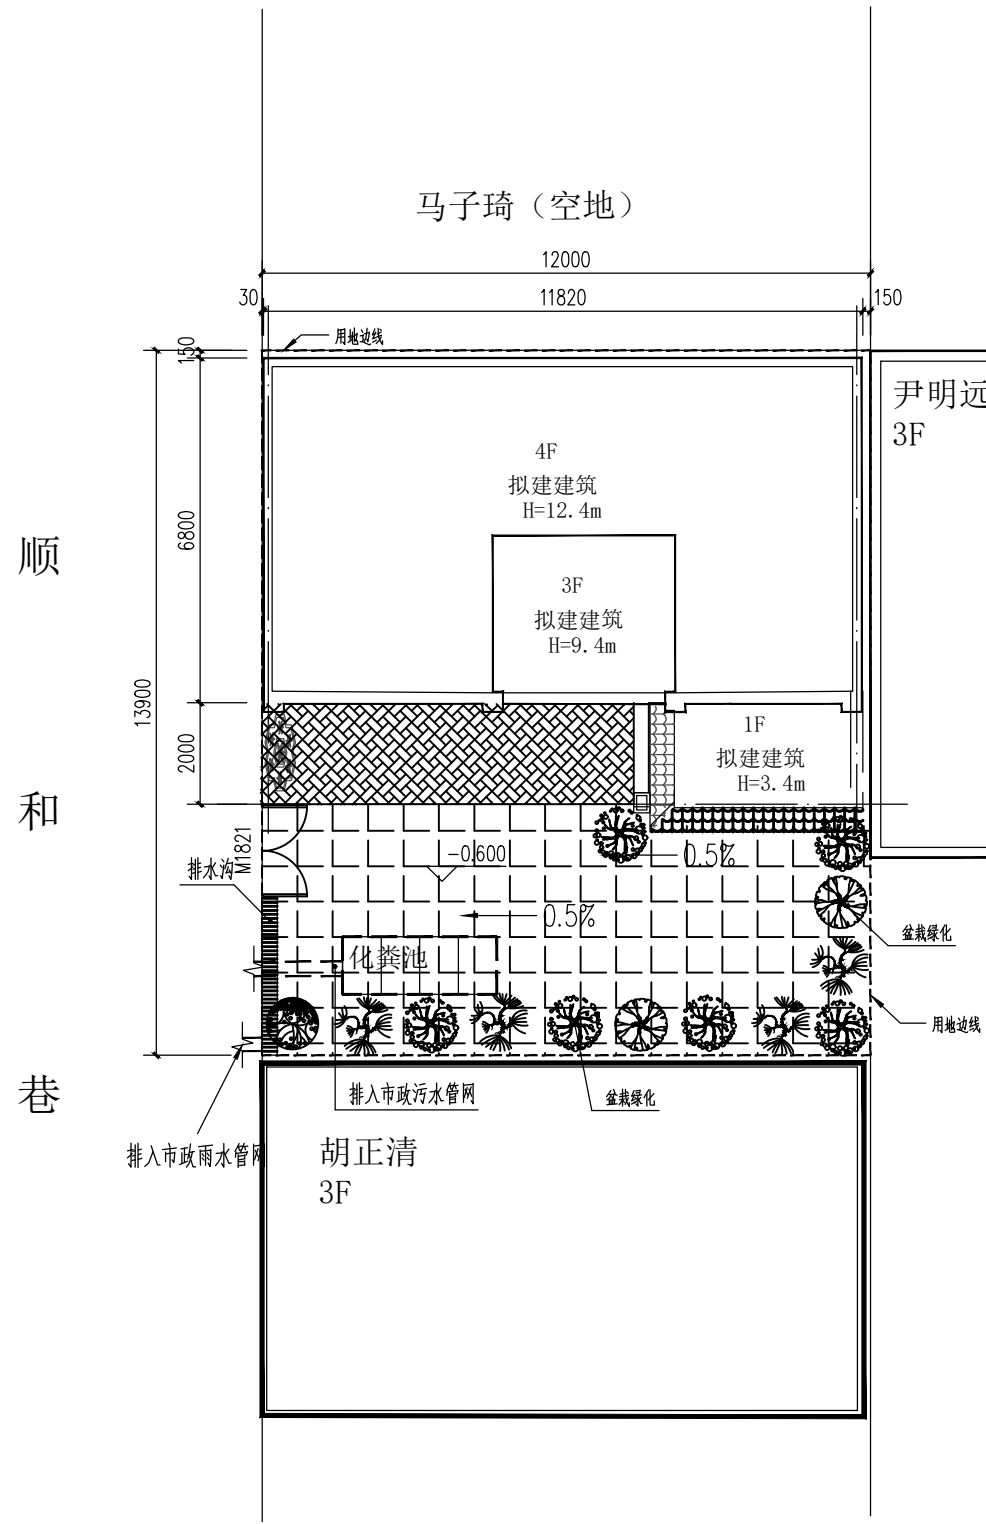 马子琦（空地）
12000
30
11820
150
用地边线
150
尹明远
3F
4F
拟建建筑
H=12.4m
6800
顺
和
巷
3F
拟建建筑
H=9.4m
13900
2000
1F
拟建建筑
H=3.4m
M1821
-0.600
0.5%
排水沟
0.5%
盆栽绿化
化粪池
用地边线
排入市政污水管网
盆栽绿化
排入市政雨水管网
胡正清
3F